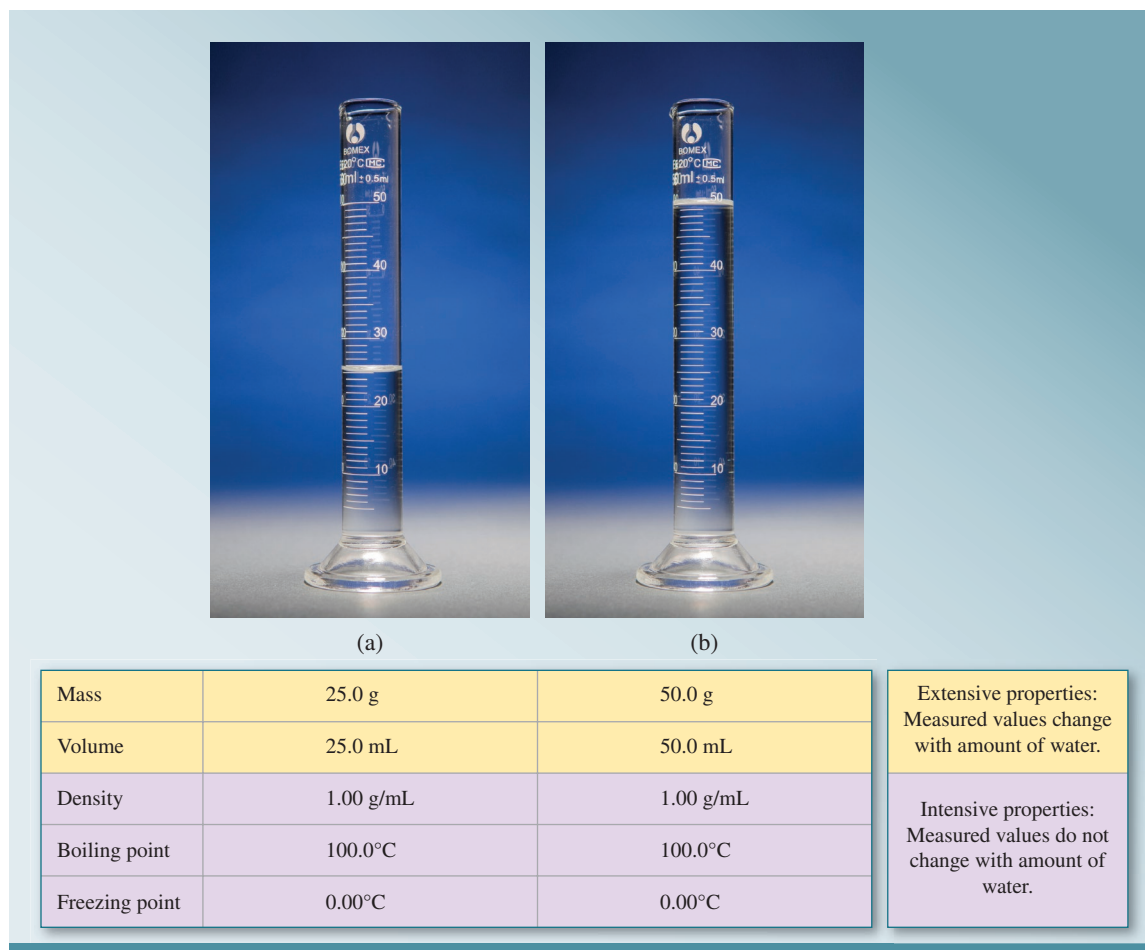 BOMEX
20°C MC
ml ±0.5ml
50
40
30
20
10
BOMEX
20°C MC
ml ±0.5ml
50
40
30
20
10
(a)
(b)
Mass 25.0 g 50.0 g
Volume 25.0 mL 50.0 mL
Density 1.00 g/mL 1.00 g/mL
Boiling point 100.0°C 100.0°C
Freezing point 0.00°C 0.00°C
Extensive properties:
Measured values change
with amount of water.
Intensive properties:
Measured values do not
change with amount of
water.